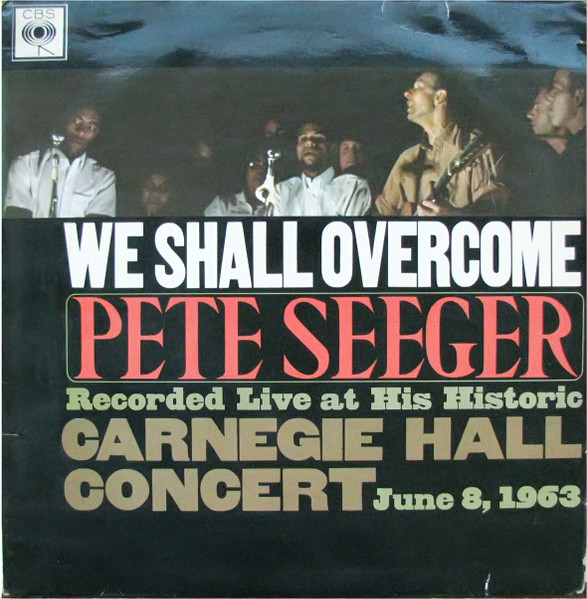 CBS
WE SHALL OVERCOME
PETE SEEGER
Recorded Live at His Historic
CARNEGIE HALL
CONCERT June 8, 1963